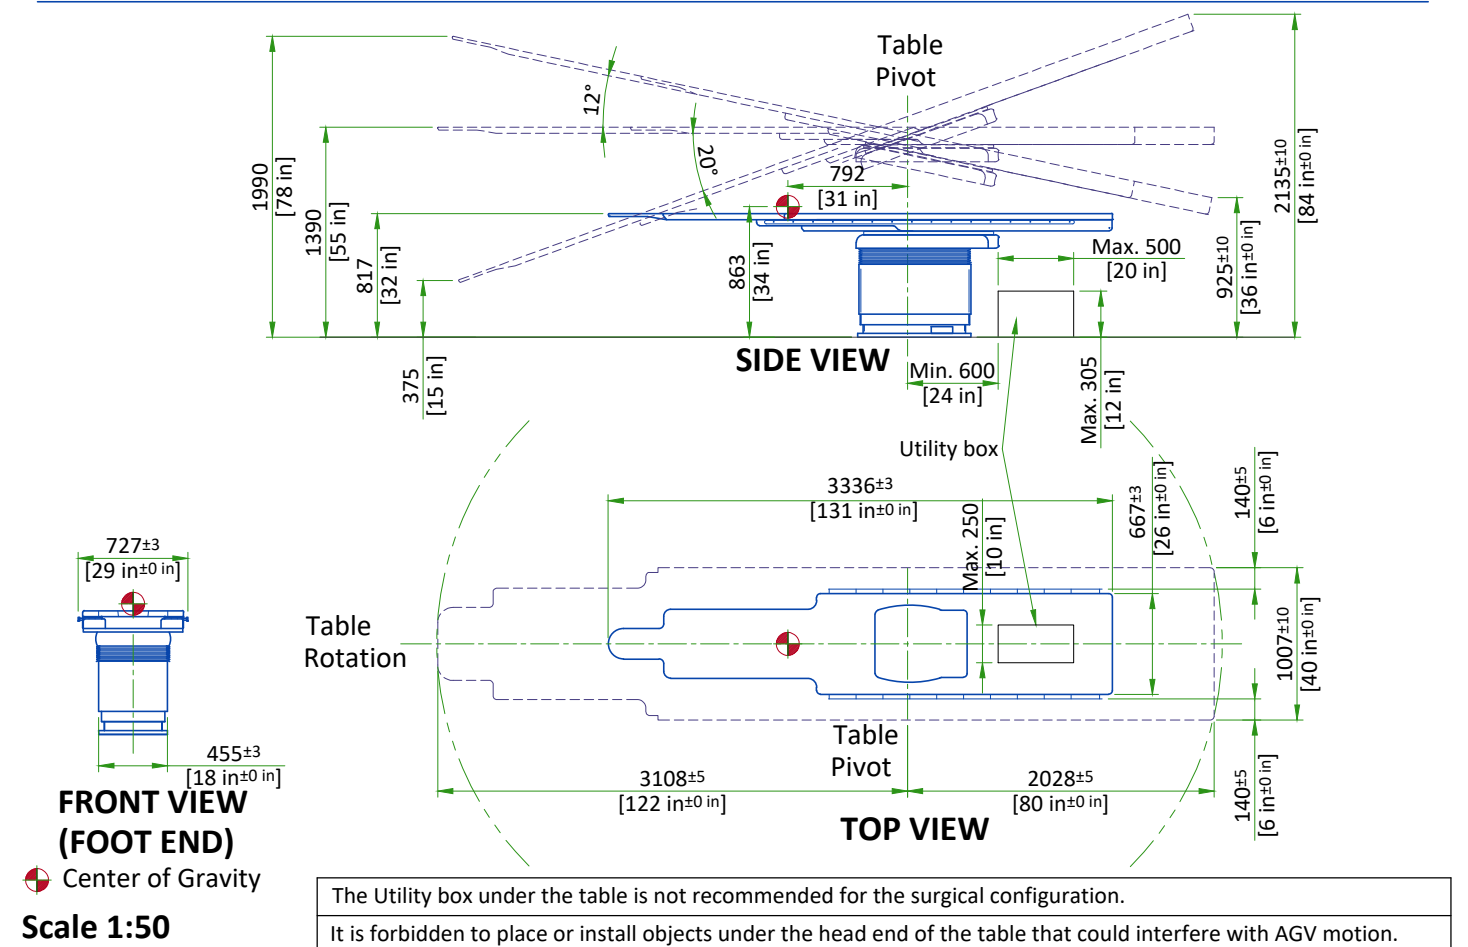 Table
Pivot
12°
20°
1990
[78 in]
1390
[55 in]
817
[32 in]
375
[15 in]
792
[31 in]
863
[34 in]
Max. 500
[20 in]
925±10
[36 in±0 in]
2135±10
[84 in±0 in]
SIDE VIEW
Min. 600
[24 in]
Max. 305
[12 in]
Utility box
3336±3
[131 in±0 in]
Max. 250
[10 in]
667±3
[26 in±0 in]
140±5
[6 in±0 in]
727±3
[29 in±0 in]
Table
Rotation
1007±10
[40 in±0 in]
Table
Pivot
455±3
[18 in±0 in]
3108±5
[122 in±0 in]
2028±5
[80 in±0 in]
140±5
[6 in±0 in]
FRONT VIEW
(FOOT END)
TOP VIEW
Center of Gravity
Scale 1:50
The Utility box under the table is not recommended for the surgical configuration.
It is forbidden to place or install objects under the head end of the table that could interfere with AGV motion.